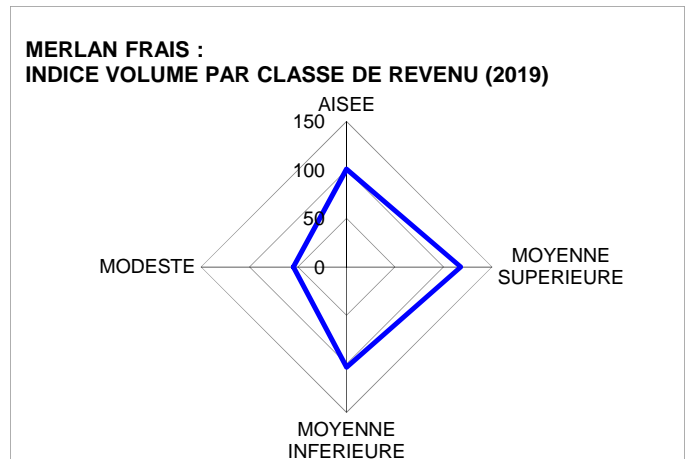 MERLAN FRAIS :
INDICE VOLUME PAR CLASSE DE REVENU (2019)
AISEE
150
100
50
0
MODESTE
MOYENNE
SUPERIEURE
MOYENNE
INFERIEURE